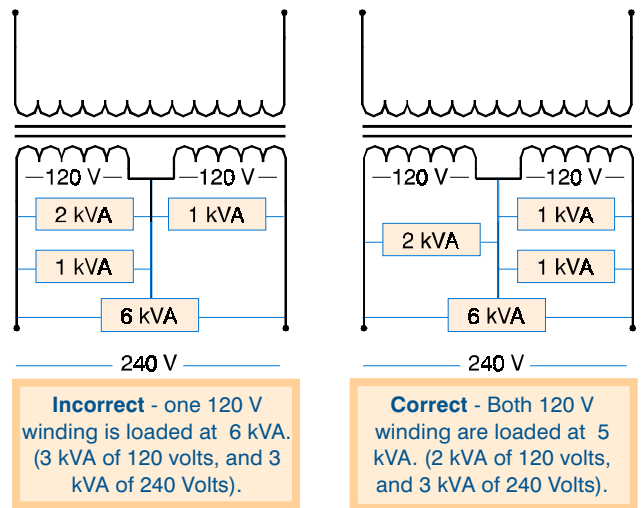 120 V
120 V
2 kVA
1 kVA
1 kVA
6 kVA
240 V
Incorrect - one 120 V
winding is loaded at 6 kVA.
(3 kVA of 120 volts, and 3
kVA of 240 Volts).
120 V
120 V
1 kVA
2 kVA
1 kVA
6 kVA
240 V
Correct - Both 120 V
winding are loaded at 5
kVA. (2 kVA of 120 volts,
and 3 kVA of 240 Volts).